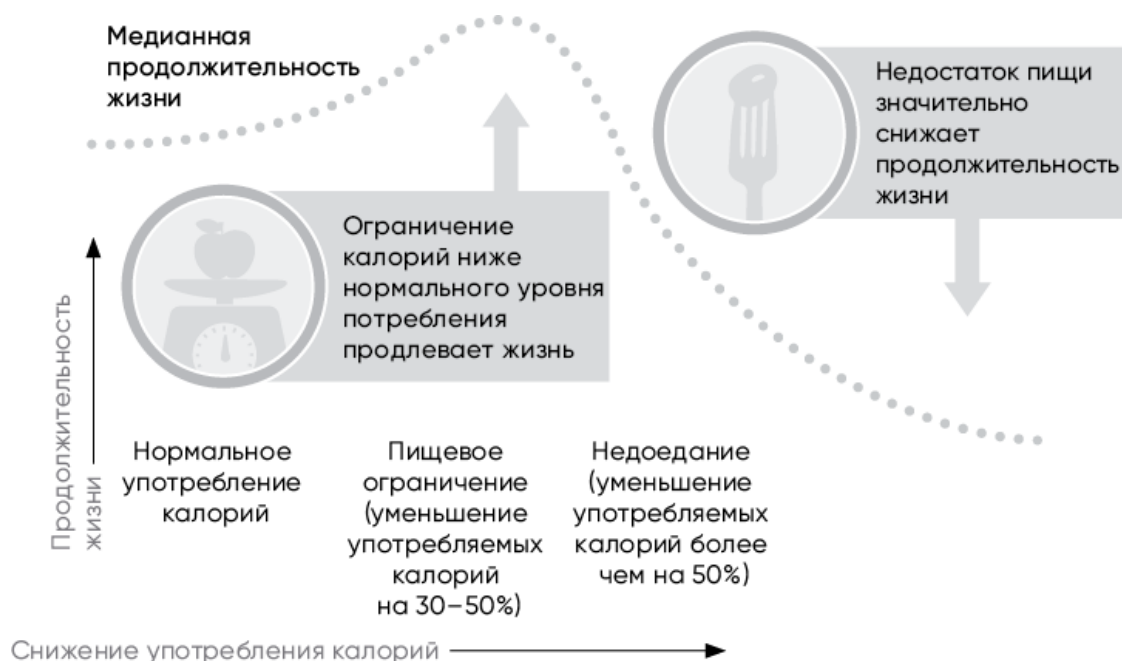 Медианная
продолжительность
жизни
Недостаток пищи
значительно
снижает
продолжительность
жизни
Ограничение
калорий ниже
нормального уровня
потребления
продлевает жизнь
Продолжительность
жизни
Нормальное
употребление
калорий
Пищевое
ограничение
(уменьшение
употребляемых
калорий
на 30–50%)
Недоедание
(уменьшение
употребляемых
калорий более
чем на 50%)
Снижение употребления калорий